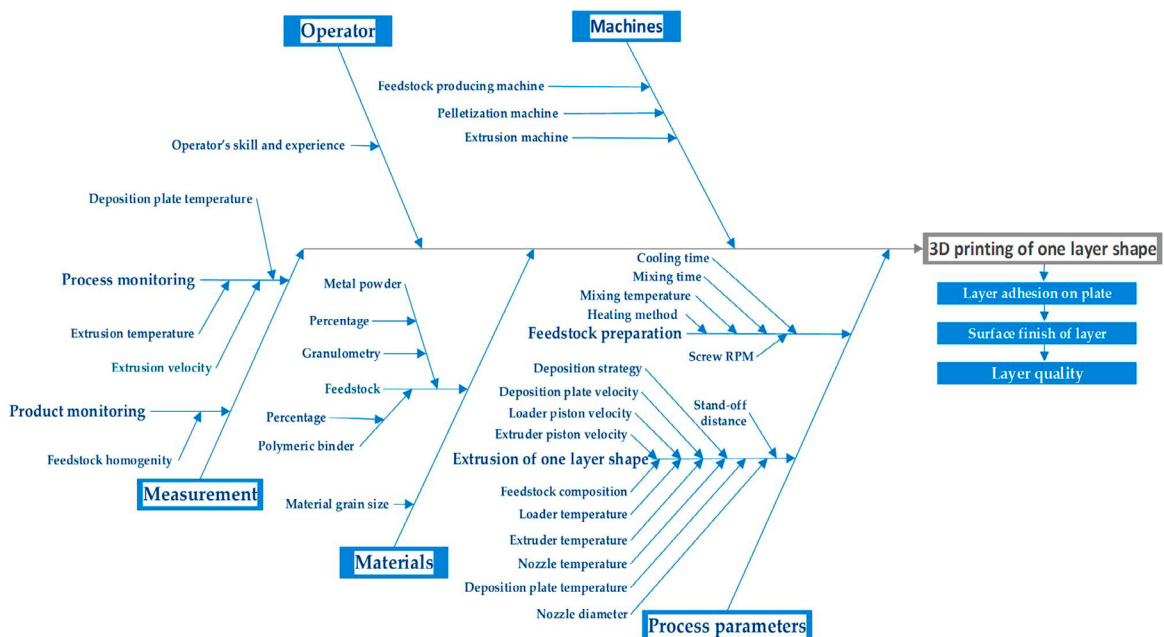 Operator
Machines
Feedstock producing machine
Pelletization machine
Extrusion machine
Operator's skill and experience
Deposition plate temperature
Process monitoring
Extrusion temperature
Extrusion velocity
Product monitoring
Feedstock homogenity
Measurement
Metal powder
Percentage
Granulometry
Feedstock
Percentage
Polymeric binder
Material grain size
Materials
Cooling time
Mixing time
Mixing temperature
Heating method
Feedstock preparation
Screw RPM
Deposition strategy
Deposition plate velocity
Loader piston velocity
Extruder piston velocity
Stand-off
distance
Extrusion of one layer shape
Feedstock composition
Loader temperature
Extruder temperature
Nozzle temperature
Deposition plate temperature
Nozzle diameter
Process parameters
3D printing of one layer shape
Layer adhesion on plate
Surface finish of layer
Layer quality